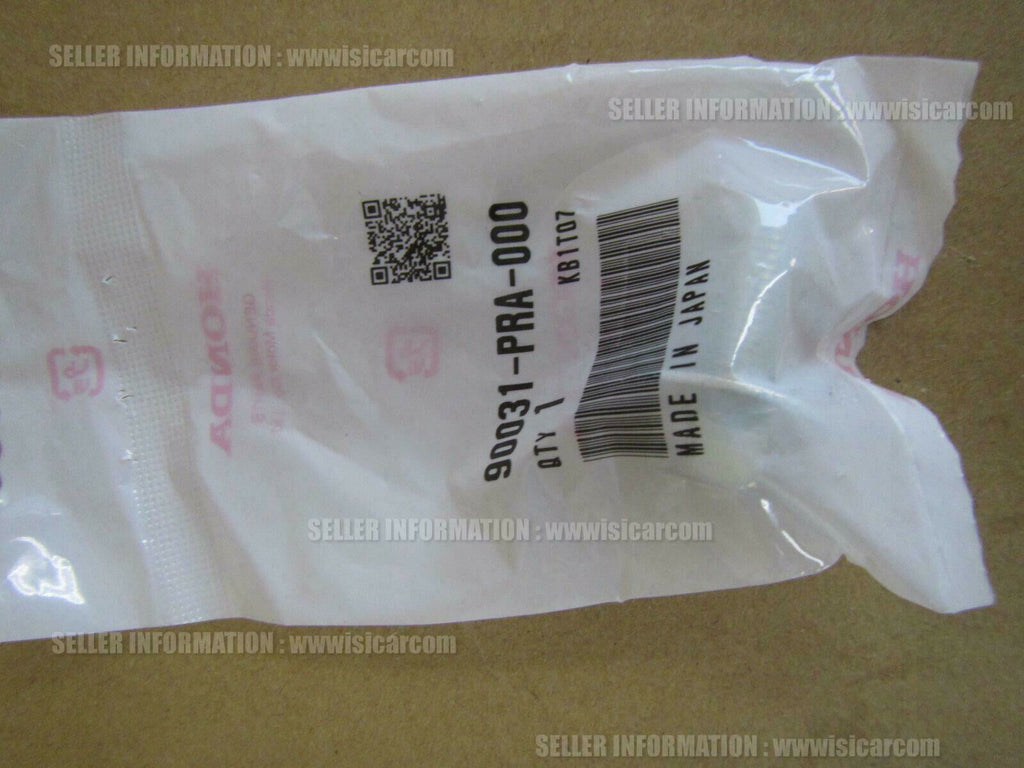 SELLER INFORMATION : wwwisicarcom
SELLER INFORMATION : wwwisicarcom
90031-PRA-000
QTY 1
KB1T07
MADE IN JAPAN
HONDA
SELLER INFORMATION : wwwisicarcom
SELLER INFORMATION : wwwisicarcom
SELLER INFORMATION : wwwisicarcom